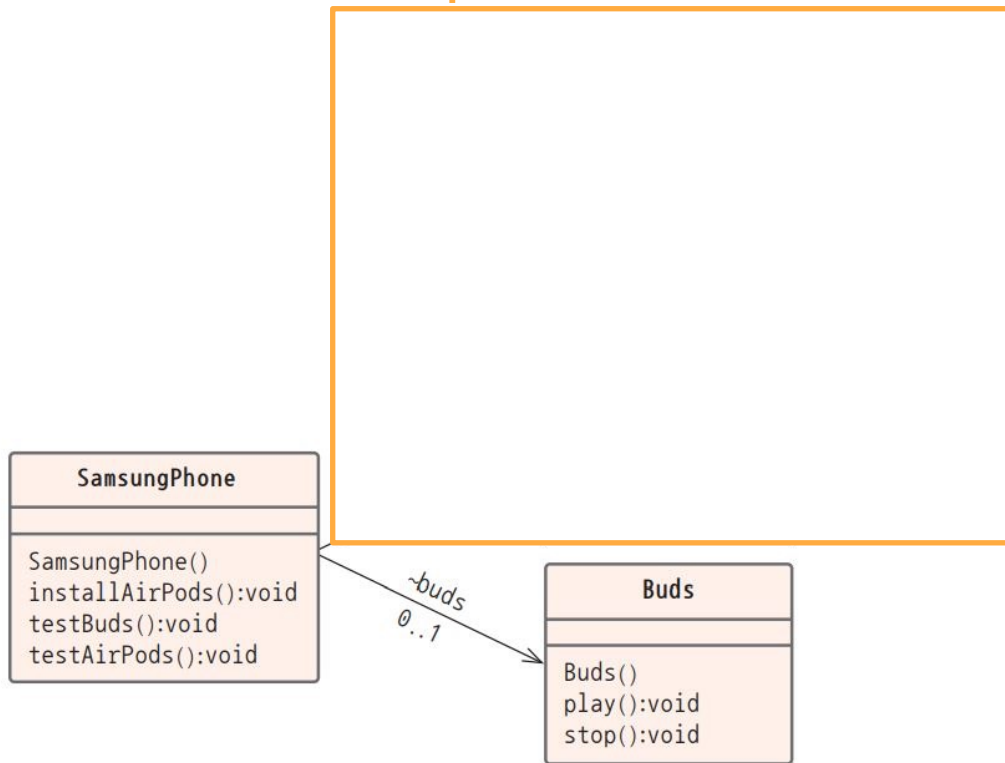 SamsungPhone
SamsungPhone()
installAirPods():void
testBuds():void
testAirPods():void
~buds
0..1
Buds
Buds()
play():void
stop():void